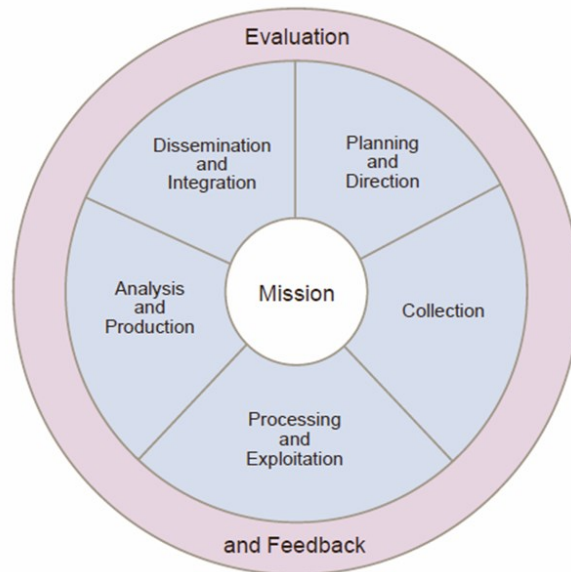 Evaluation
Dissemination
and
Integration
Planning
and
Direction
Analysis
and
Production
Mission
Collection
Processing
and
Exploitation
and Feedback